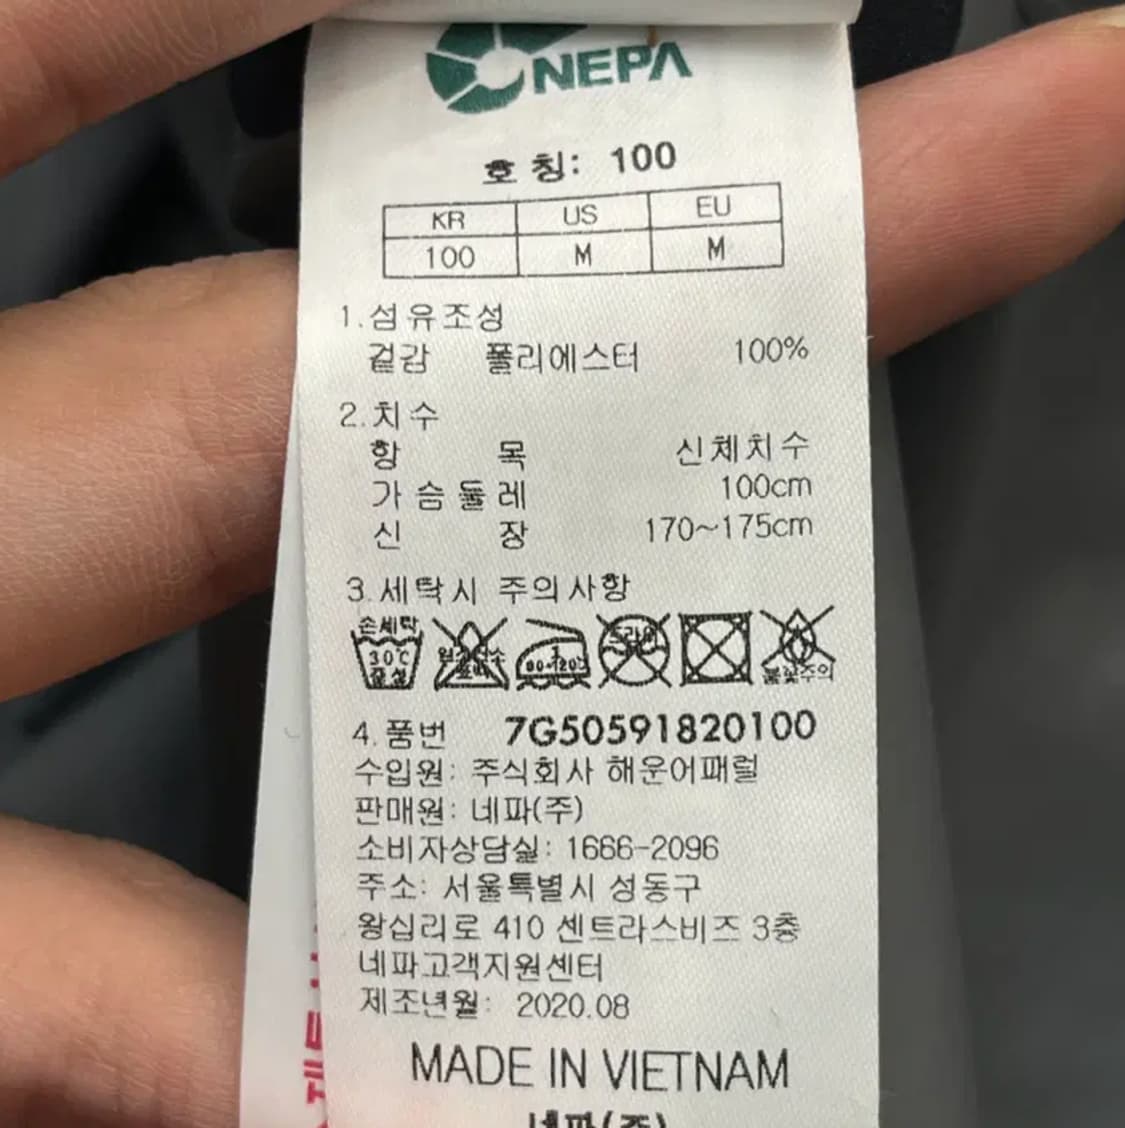 NEPA
호칭: 100
KR US EU
100 M M
1.섬유조성
겉감 폴리에스터 100%
2.치수
항 목 신체치수
가슴둘레 100cm
신 장 170~175cm
3.세탁시 주의사항
손세탁
30℃ 중성 80~120℃ 드라이 불꽃주의
4.품번 7G50591820100
수입원: 주식회사 해운어패럴
판매원: 네파(주)
소비자상담실: 1666-2096
주소: 서울특별시 성동구
왕십리로 410 센트라스비즈 3층
네파고객지원센터
제조년월: 2020.08
MADE IN VIETNAM
네파(주)